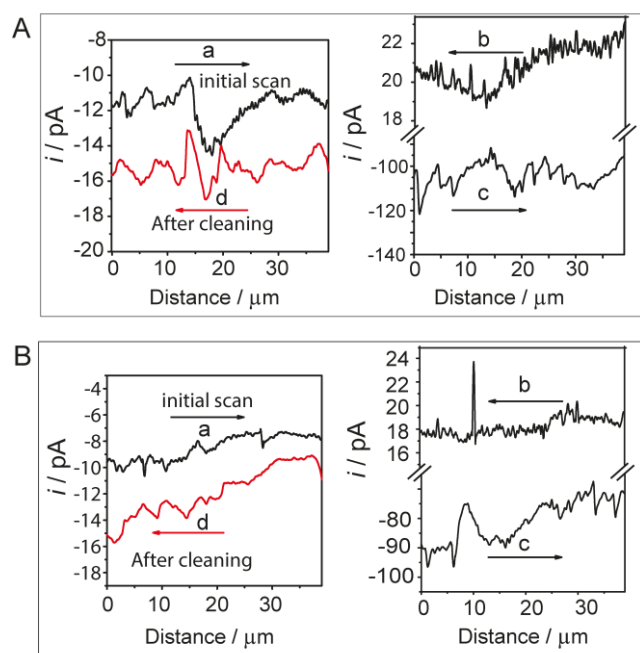 A
-8
-10
-12
-14
-16
-18
-20
i / pA
a
initial scan
d
After cleaning
0 10 20 30
Distance / μm
22
20
18
-100
-120
-140
i / pA
b
c
0 10 20 30
Distance / μm
B
-3
-6
-8
-10
-12
-14
-16
-18
i / pA
initial scan
a
d
After cleaning
0 10 20 30
Distance / μm
24
22
20
18
16
-80
-90
-100
i / pA
b
c
0 10 20 30
Distance / μm